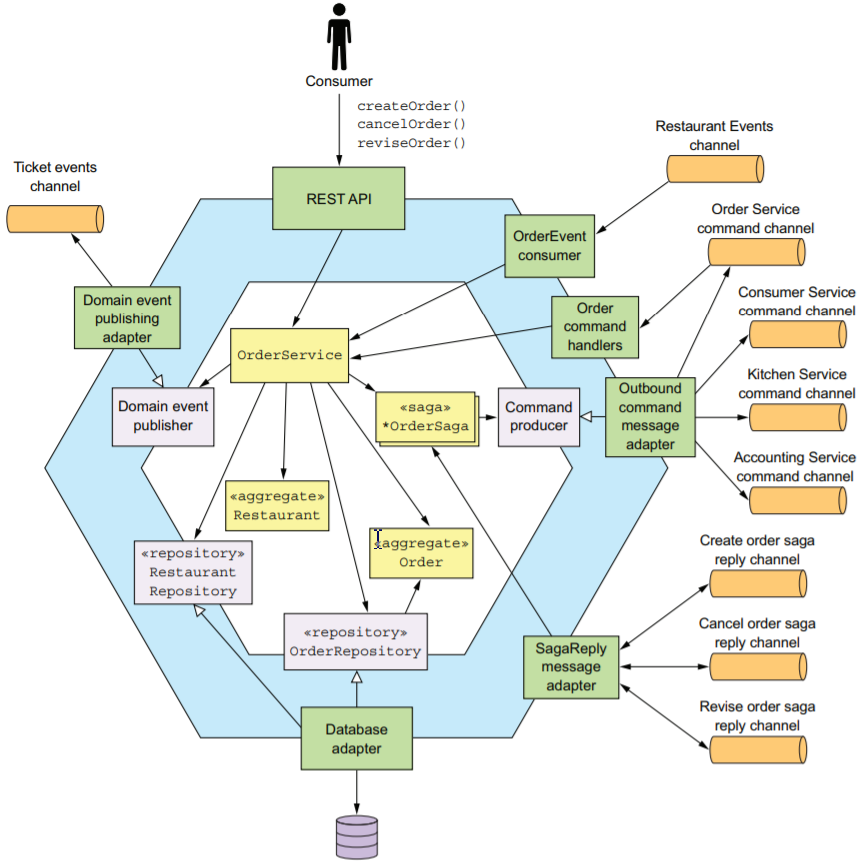 Consumer
createOrder()
cancelOrder()
reviseOrder()
Restaurant Events
channel
Ticket events
channel
REST API
Order Service
command channel
OrderEvent
consumer
Domain event
publishing
adapter
Order
command
handlers
Consumer Service
command channel
OrderService
Kitchen Service
command channel
Domain event
publisher
«saga»
*OrderSaga
Command
producer
Outbound
command
message
adapter
Accounting Service
command channel
«aggregate»
Restaurant
«aggregate»
Order
Create order saga
reply channel
«repository»
Restaurant
Repository
Cancel order saga
reply channel
«repository»
OrderRepository
SagaReply
message
adapter
Revise order saga
reply channel
Database
adapter